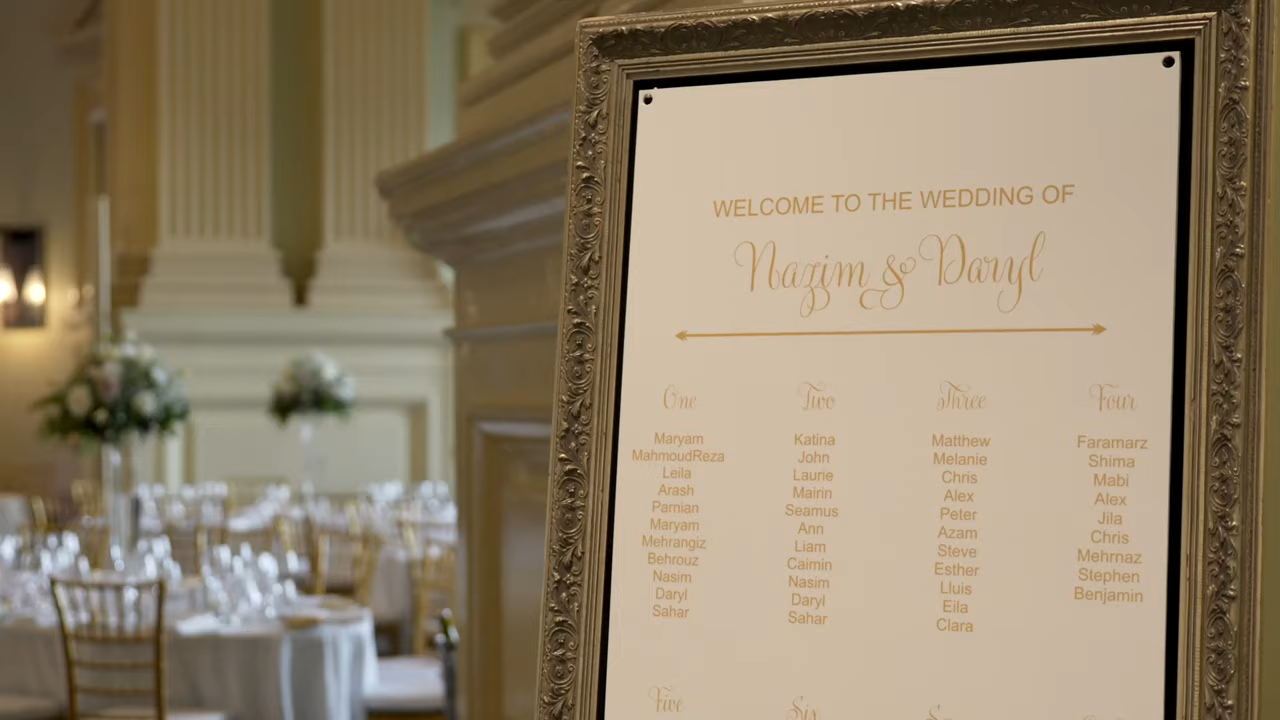 WELCOME TO THE WEDDING OF
Nazim & Daryl
One
Maryam
MahmoudReza
Leila
Arash
Parnian
Maryam
Mehrangiz
Behrouz
Nasim
Daryl
Sahar
Two
Katina
John
Laurie
Mairin
Seamus
Ann
Liam
Caimin
Nasim
Daryl
Sahar
Three
Matthew
Melanie
Chris
Alex
Peter
Azam
Steve
Esther
Lluis
Eila
Clara
Four
Faramarz
Shima
Mabi
Alex
Jila
Chris
Mehrnaz
Stephen
Benjamin
Five
Six